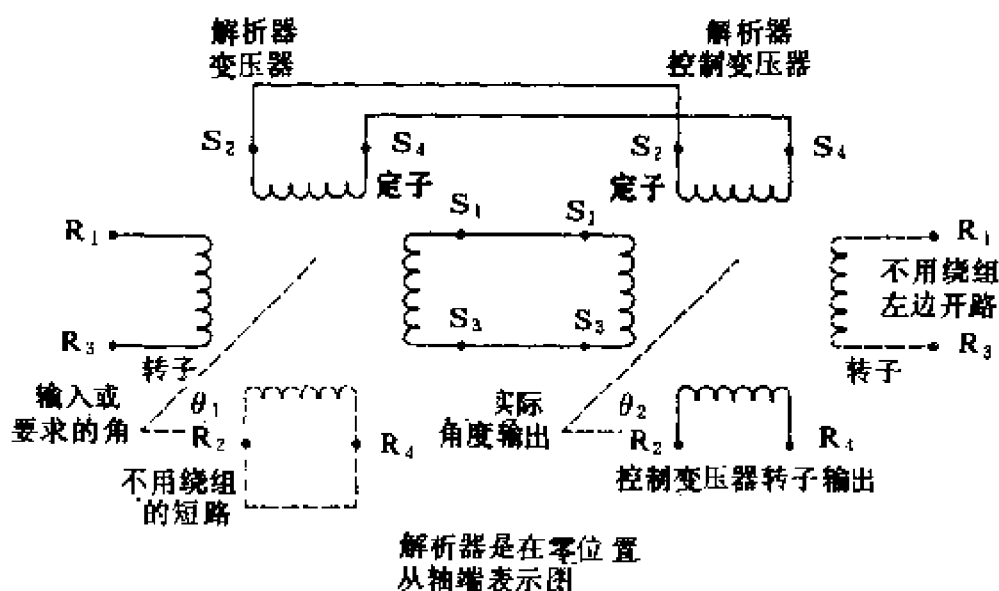 解析器
变压器
解析器
控制变压器
S₂
S₄
定子
S₂
定子
S₄
R₁
S₁
S₁
R₁
不用绕组
左边开路
R₃
S₃
S₃
R₃
转子
转子
输入或
要求的角
θ₁
R₂
R₄
不用绕组
的短路
实际
角度输出
θ₂
R₂
R₄
控制变压器转子输出
解析器是在零位置
从轴端表示图